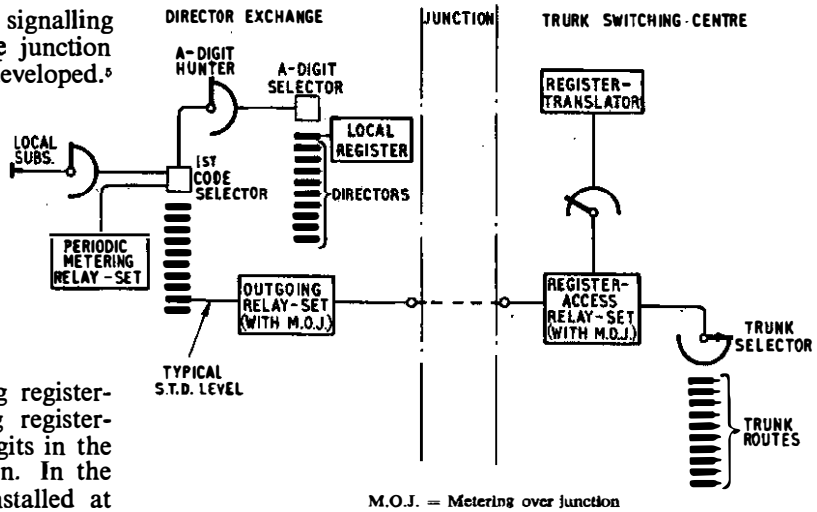 signalling
e junction
eveloped.⁵
DIRECTOR EXCHANGE
JUNCTION
TRURK SWITCHING-CENTRE
A-DIGIT
HUNTER
A-DIGIT
SELECTOR
LOCAL
REGISTER
DIRECTORS
LOCAL
SUBS.
1ST
CODE
SELECTOR
PERIODIC
METERING
RELAY-SET
OUTGOING
RELAY-SET
(WITH M.O.J.)
TYPICAL
S.T.D. LEVEL
REGISTER-
TRANSLATOR
REGISTER-
ACCESS
RELAY-SET
(WITH M.D.J.)
TRUNK
SELECTOR
TRUNK
ROUTES
g register-
g register-
gits in the
n. In the
nstalled at
M.O.J. = Metering over junction